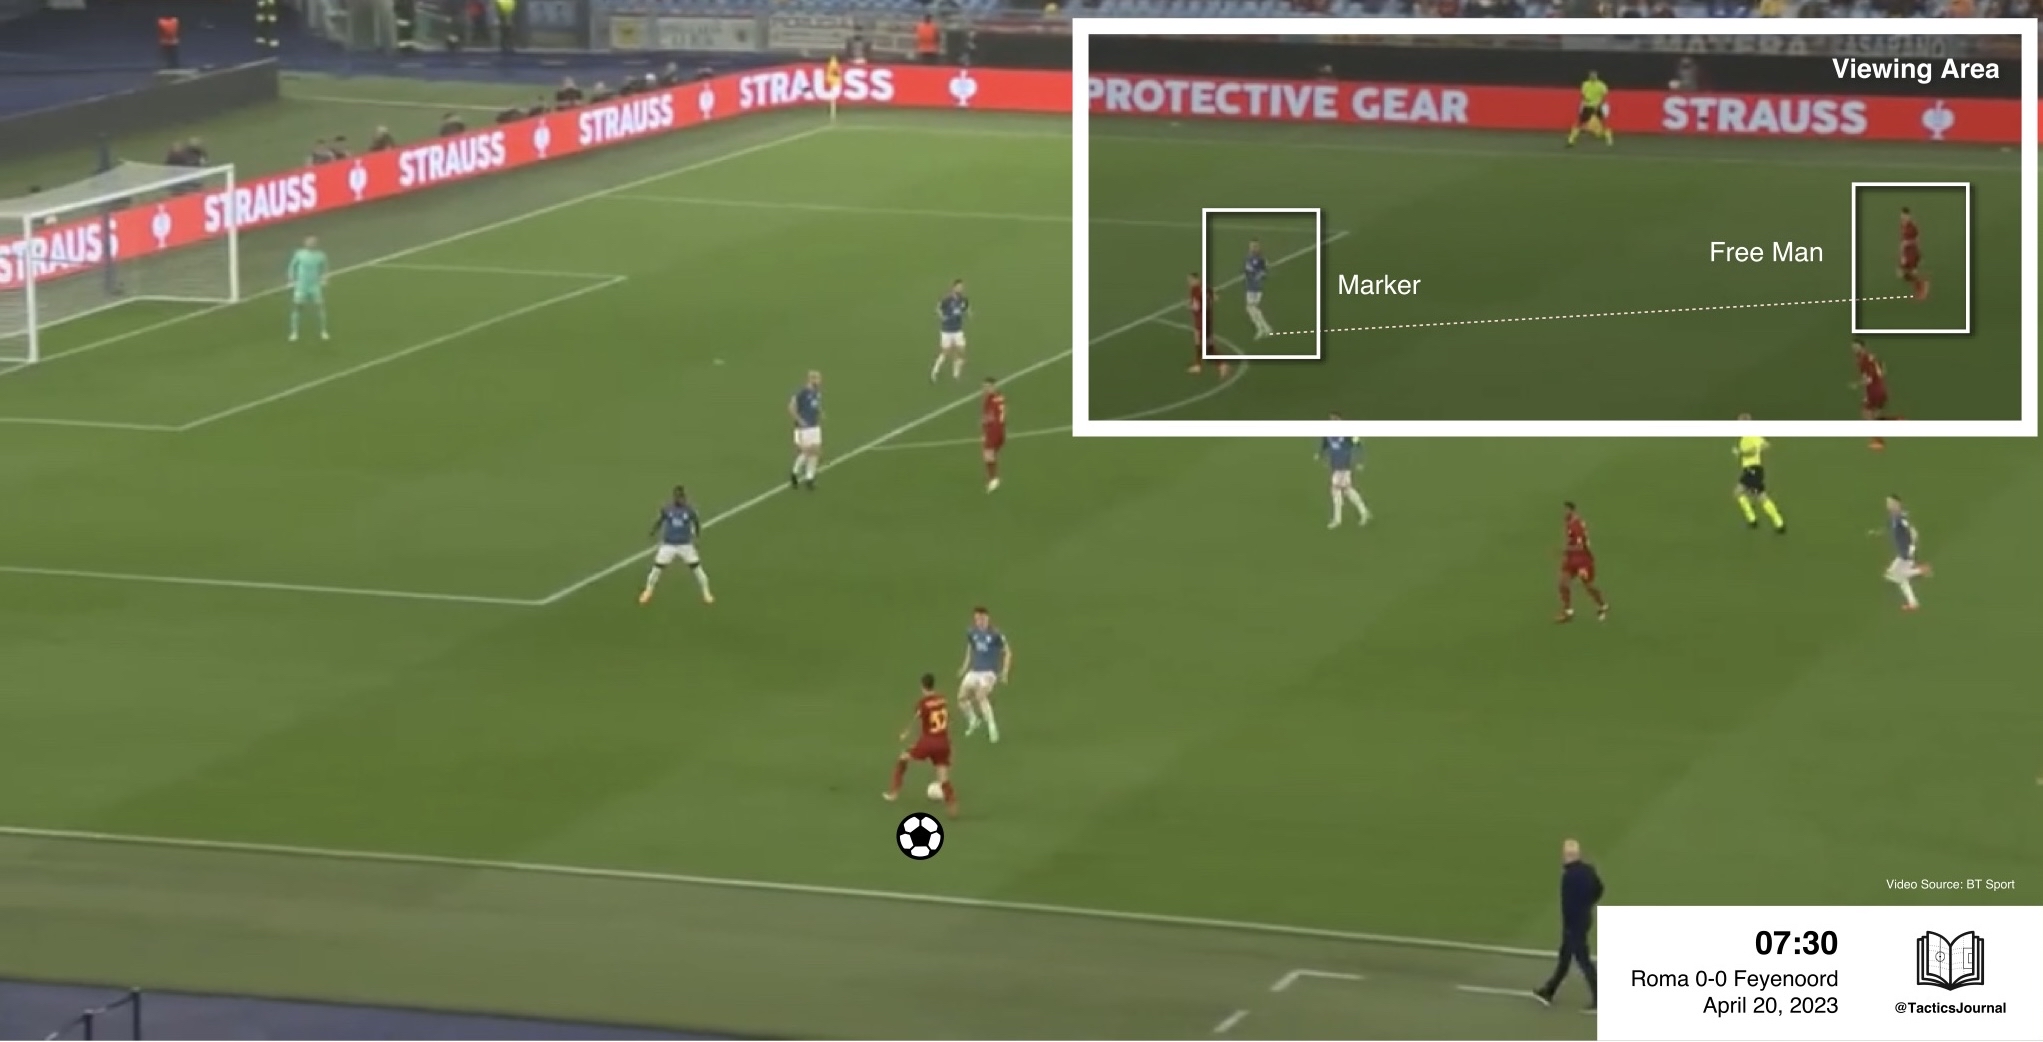 STRAUSS
STRAUSS
STRAUSS
STRAUSS
STRAUSS
Viewing Area
PROTECTIVE GEAR
STRAUSS
Free Man
Marker
Video Source: BT Sport
07:30
Roma 0-0 Feyenoord
April 20, 2023
@TacticsJournal